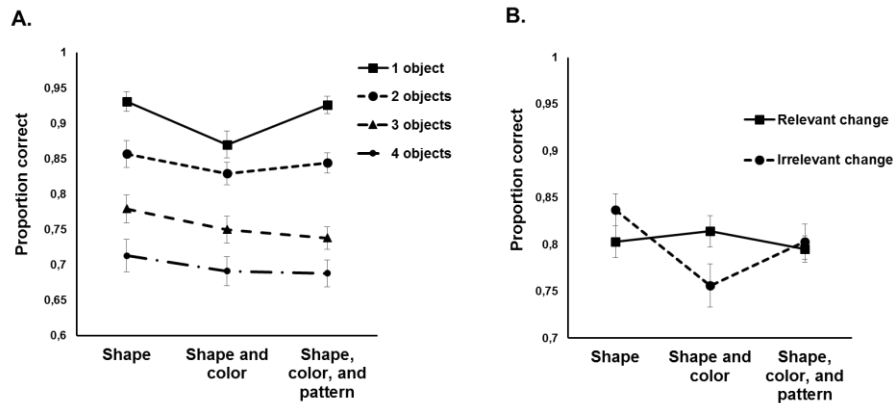 A.
Proportion correct
1
0,95
0,9
0,85
0,8
0,75
0,7
0,65
0,6
1 object
2 objects
3 objects
4 objects
Shape
Shape and
color
Shape,
color, and
pattern
B.
Proportion correct
1
0,95
0,9
0,85
0,8
0,75
0,7
Relevant change
Irrelevant change
Shape
Shape and
color
Shape,
color, and
pattern